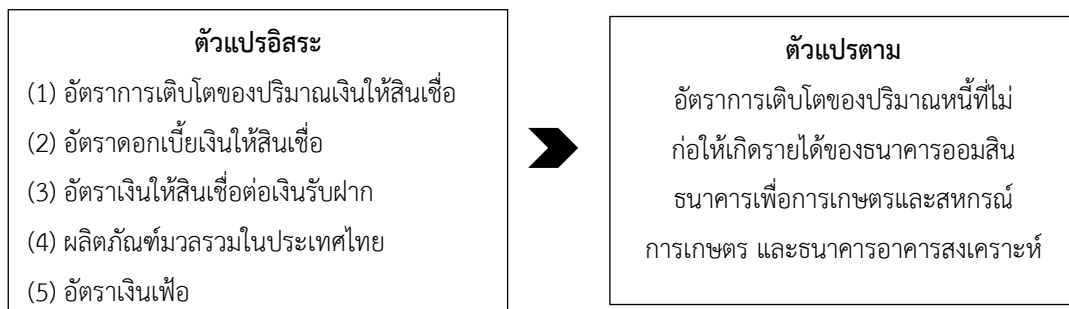 ตัวแปรอิสระ
(1) อัตราการเติบโตของปริมาณเงินให้สินเชื่อ
(2) อัตราดอกเบี้ยเงินให้สินเชื่อ
(3) อัตราเงินให้สินเชื่อต่อเงินรับฝาก
(4) ผลิตภัณฑ์มวลรวมในประเทศไทย
(5) อัตราเงินเฟ้อ
ตัวแปรตาม
อัตราการเติบโตของปริมาณหนี้ที่ไม่
ก่อให้เกิดรายได้ของธนาคารออมสิน
ธนาคารเพื่อการเกษตรและสหกรณ์
การเกษตร และธนาคารอาคารสงเคราะห์